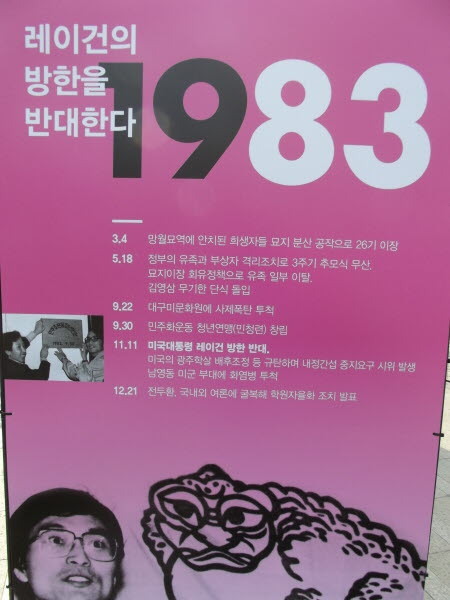 레이건의
방한을
반대한다
1983
3.4 망월묘역에 안치된 희생자들 묘지 분산 공작으로 26기 이장
5.18 정부의 유족과 부상자 격리조치로 3주기 추모식 무산,
묘지이장 회유정책으로 유족 일부 이탈,
김영삼 무기한 단식 돌입
9.22 대구미문화원에 사제폭탄 투척
9.30 민주화운동 청년연맹(민청련) 창립
11.11 미국대통령 레이건 방한 반대,
미국의 광주학살 배후조정 등 규탄하며 내정간섭 중지요구 시위 발생
남영동 미군 부대에 화염병 투척
12.21 전두환, 국내외 여론에 굴복해 학원자율화 조치 발표